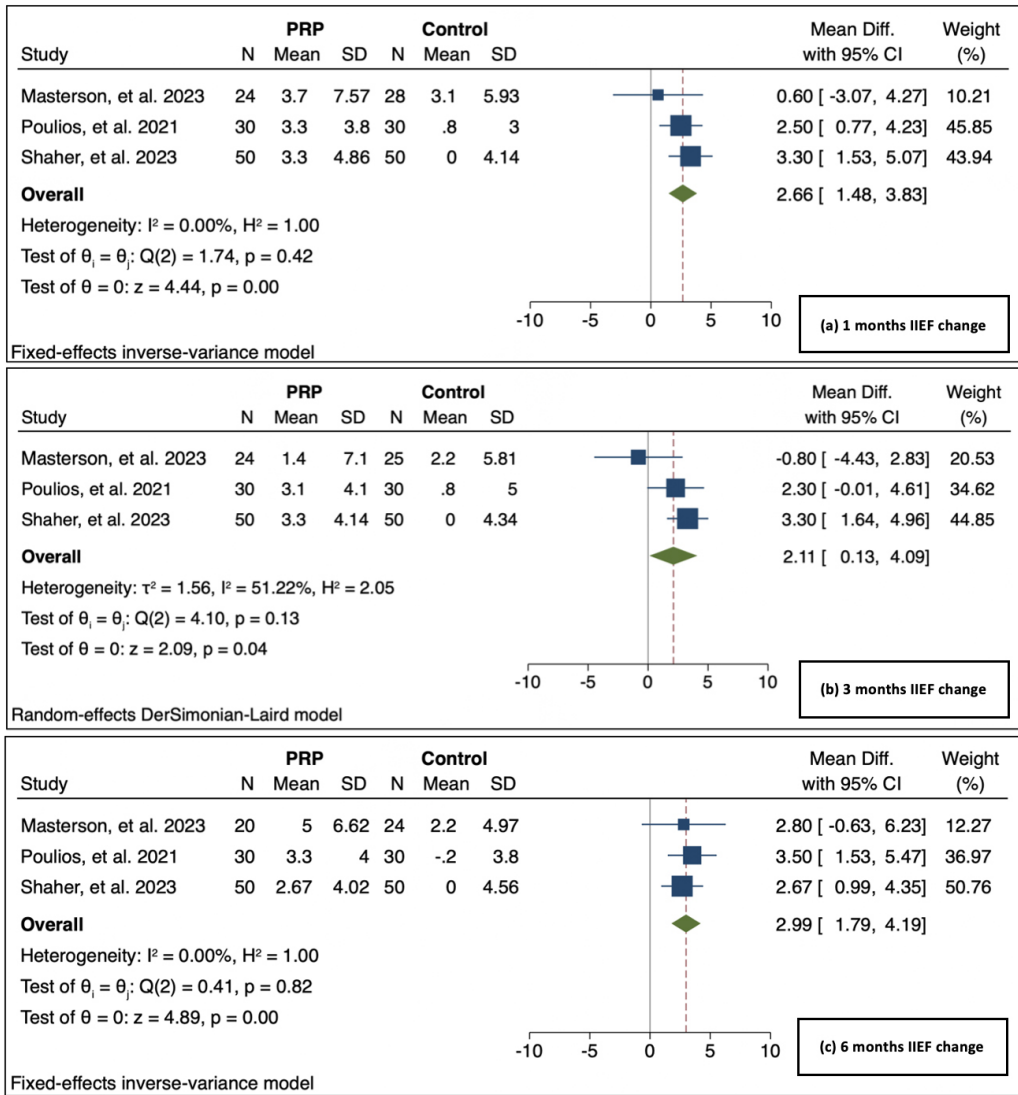 PRP Control Mean Diff. Weight
Study N Mean SD N Mean SD with 95% CI (%)
Masterson, et al. 2023 24 3.7 7.57 28 3.1 5.93 0.60 [ -3.07, 4.27] 10.21
Poulios, et al. 2021 30 3.3 3.8 30 .8 3 2.50 [ 0.77, 4.23] 45.85
Shaher, et al. 2023 50 3.3 4.86 50 0 4.14 3.30 [ 1.53, 5.07] 43.94
Overall 2.66 [ 1.48, 3.83]
Heterogeneity: I² = 0.00%, H² = 1.00
Test of θᵢ = θⱼ: Q(2) = 1.74, p = 0.42
Test of θ = 0: z = 4.44, p = 0.00
-10 -5 0 5 10
(a) 1 months IIEF change
Fixed-effects inverse-variance model
PRP Control Mean Diff. Weight
Study N Mean SD N Mean SD with 95% CI (%)
Masterson, et al. 2023 24 1.4 7.1 25 2.2 5.81 -0.80 [ -4.43, 2.83] 20.53
Poulios, et al. 2021 30 3.1 4.1 30 .8 5 2.30 [ -0.01, 4.61] 34.62
Shaher, et al. 2023 50 3.3 4.14 50 0 4.34 3.30 [ 1.64, 4.96] 44.85
Overall 2.11 [ 0.13, 4.09]
Heterogeneity: τ² = 1.56, I² = 51.22%, H² = 2.05
Test of θᵢ = θⱼ: Q(2) = 4.10, p = 0.13
Test of θ = 0: z = 2.09, p = 0.04
-10 -5 0 5 10
(b) 3 months IIEF change
Random-effects DerSimonian-Laird model
PRP Control Mean Diff. Weight
Study N Mean SD N Mean SD with 95% CI (%)
Masterson, et al. 2023 20 5 6.62 24 2.2 4.97 2.80 [ -0.63, 6.23] 12.27
Poulios, et al. 2021 30 3.3 4 30 -.2 3.8 3.50 [ 1.53, 5.47] 36.97
Shaher, et al. 2023 50 2.67 4.02 50 0 4.56 2.67 [ 0.99, 4.35] 50.76
Overall 2.99 [ 1.79, 4.19]
Heterogeneity: I² = 0.00%, H² = 1.00
Test of θᵢ = θⱼ: Q(2) = 0.41, p = 0.82
Test of θ = 0: z = 4.89, p = 0.00
-10 -5 0 5 10
(c) 6 months IIEF change
Fixed-effects inverse-variance model